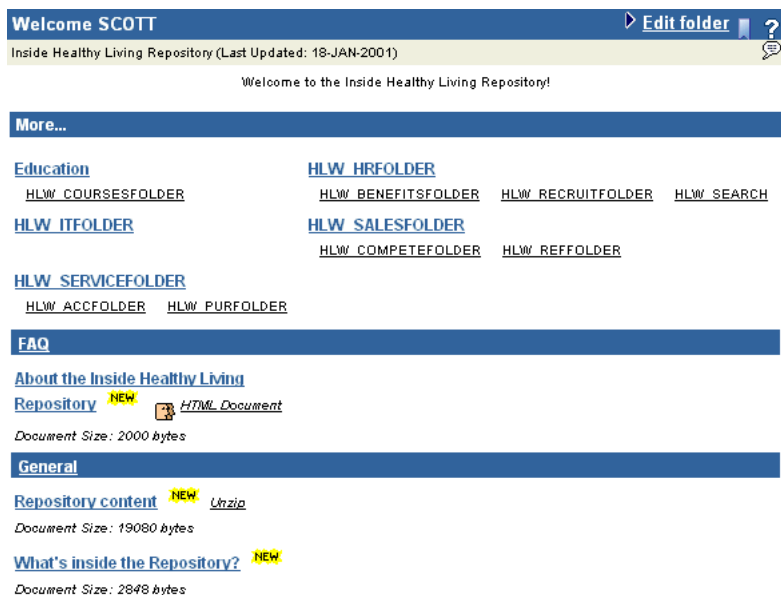 Welcome SCOTT Edit folder ?
Inside Healthy Living Repository (Last Updated: 18-JAN-2001)
Welcome to the Inside Healthy Living Repository!
More...
Education HLW_HRFOLDER
HLW_COURSESFOLDER HLW_BENEFITSFOLDER HLW_RECRUITFOLDER HLW_SEARCH
HLW_ITFOLDER HLW_SALESFOLDER
HLW_COMPETEFOLDER HLW_REFFOLDER
HLW_SERVICEFOLDER
HLW_ACCFOLDER HLW_PURFOLDER
FAQ
About the Inside Healthy Living
Repository NEW HTML Document
Document Size: 2000 bytes
General
Repository content NEW Unzip
Document Size: 19080 bytes
What's inside the Repository? NEW
Document Size: 2848 bytes